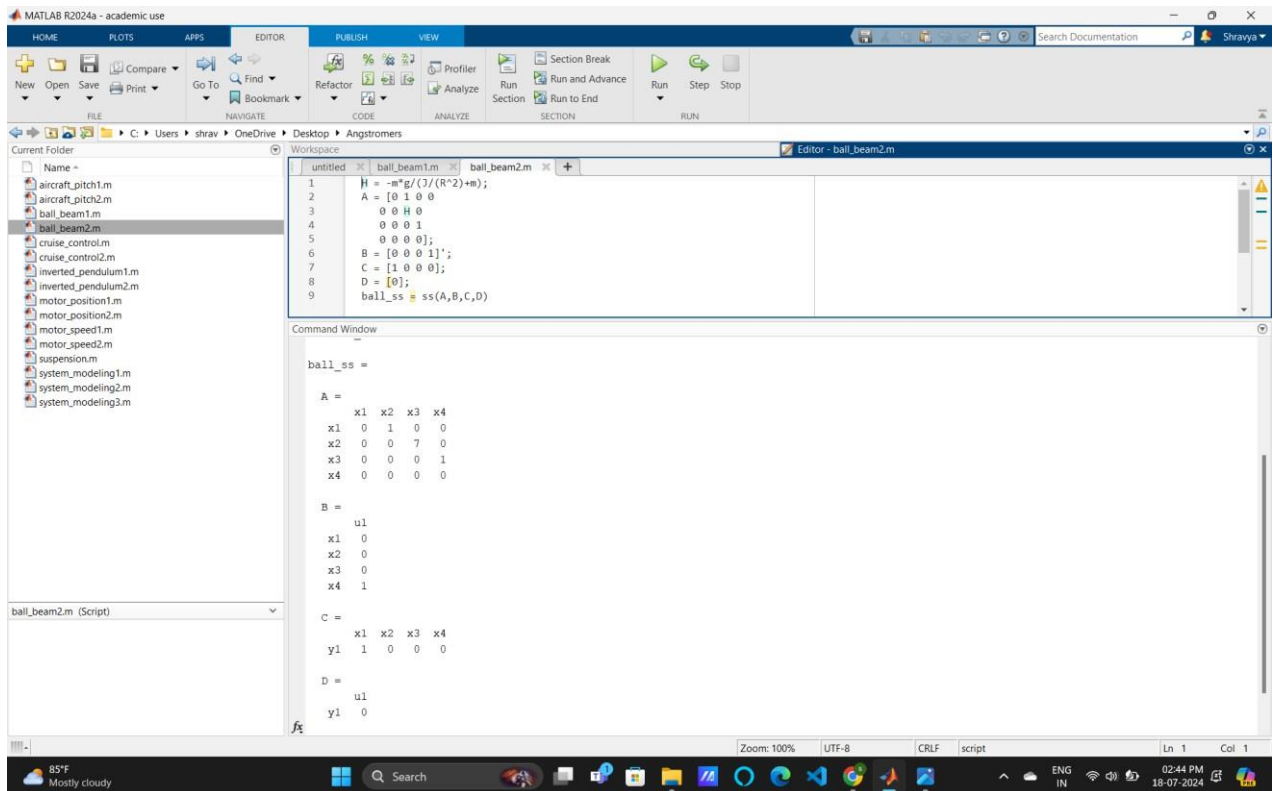 MATLAB R2024a - academic use
HOME PLOTS APPS EDITOR PUBLISH VIEW Search Documentation Shravya
New Open Save Compare Print Go To Find Bookmark Refactor Profiler Analyze Run Section Section Break Run and Advance Run to End Run Step Stop
FILE NAVIGATE CODE ANALYZE SECTION RUN
C: Users shrav OneDrive Desktop Angstromers
Current Folder
Name
aircraft_pitch1.m
aircraft_pitch2.m
ball_beam1.m
ball_beam2.m
cruise_control.m
cruise_control2.m
inverted_pendulum1.m
inverted_pendulum2.m
motor_position1.m
motor_position2.m
motor_speed1.m
motor_speed2.m
suspension.m
system_modeling1.m
system_modeling2.m
system_modeling3.m
ball_beam2.m (Script)
Workspace
Editor - ball_beam2.m
untitled ball_beam1.m ball_beam2.m
1 H = -m*g/(J/(R^2)+m);
2 A = [0 1 0 0
3 0 0 H 0
4 0 0 0 1
5 0 0 0 0];
6 B = [0 0 0 1]';
7 C = [1 0 0 0];
8 D = [0];
9 ball_ss = ss(A,B,C,D)
Command Window
ball_ss =
A =
x1 x2 x3 x4
x1 0 1 0 0
x2 0 0 7 0
x3 0 0 0 1
x4 0 0 0 0
B =
u1
x1 0
x2 0
x3 0
x4 1
C =
x1 x2 x3 x4
y1 1 0 0 0
D =
u1
y1 0
fx
Zoom: 100% UTF-8 CRLF script Ln 1 Col 1
85°F
Mostly cloudy
Search
ENG
IN
02:44 PM
18-07-2024